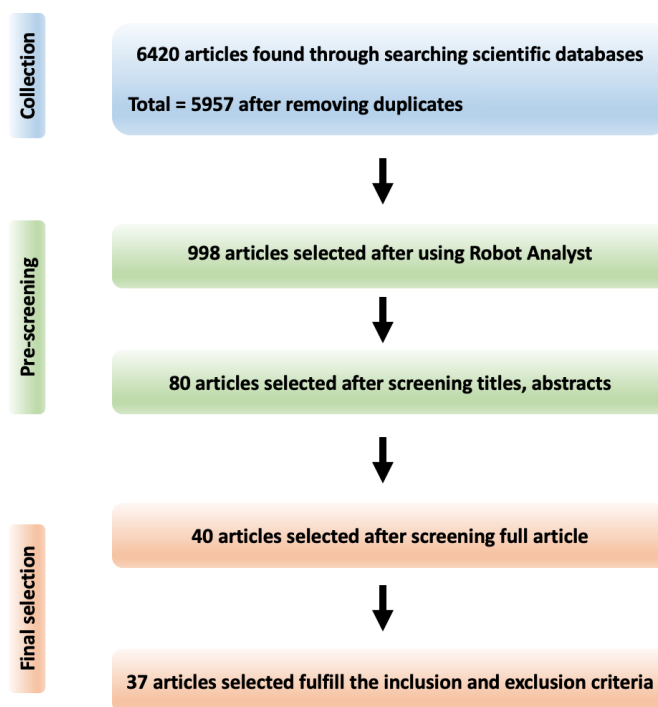 Collection
6420 articles found through searching scientific databases
Total = 5957 after removing duplicates
Pre-screening
998 articles selected after using Robot Analyst
80 articles selected after screening titles, abstracts
Final selection
40 articles selected after screening full article
37 articles selected fulfill the inclusion and exclusion criteria